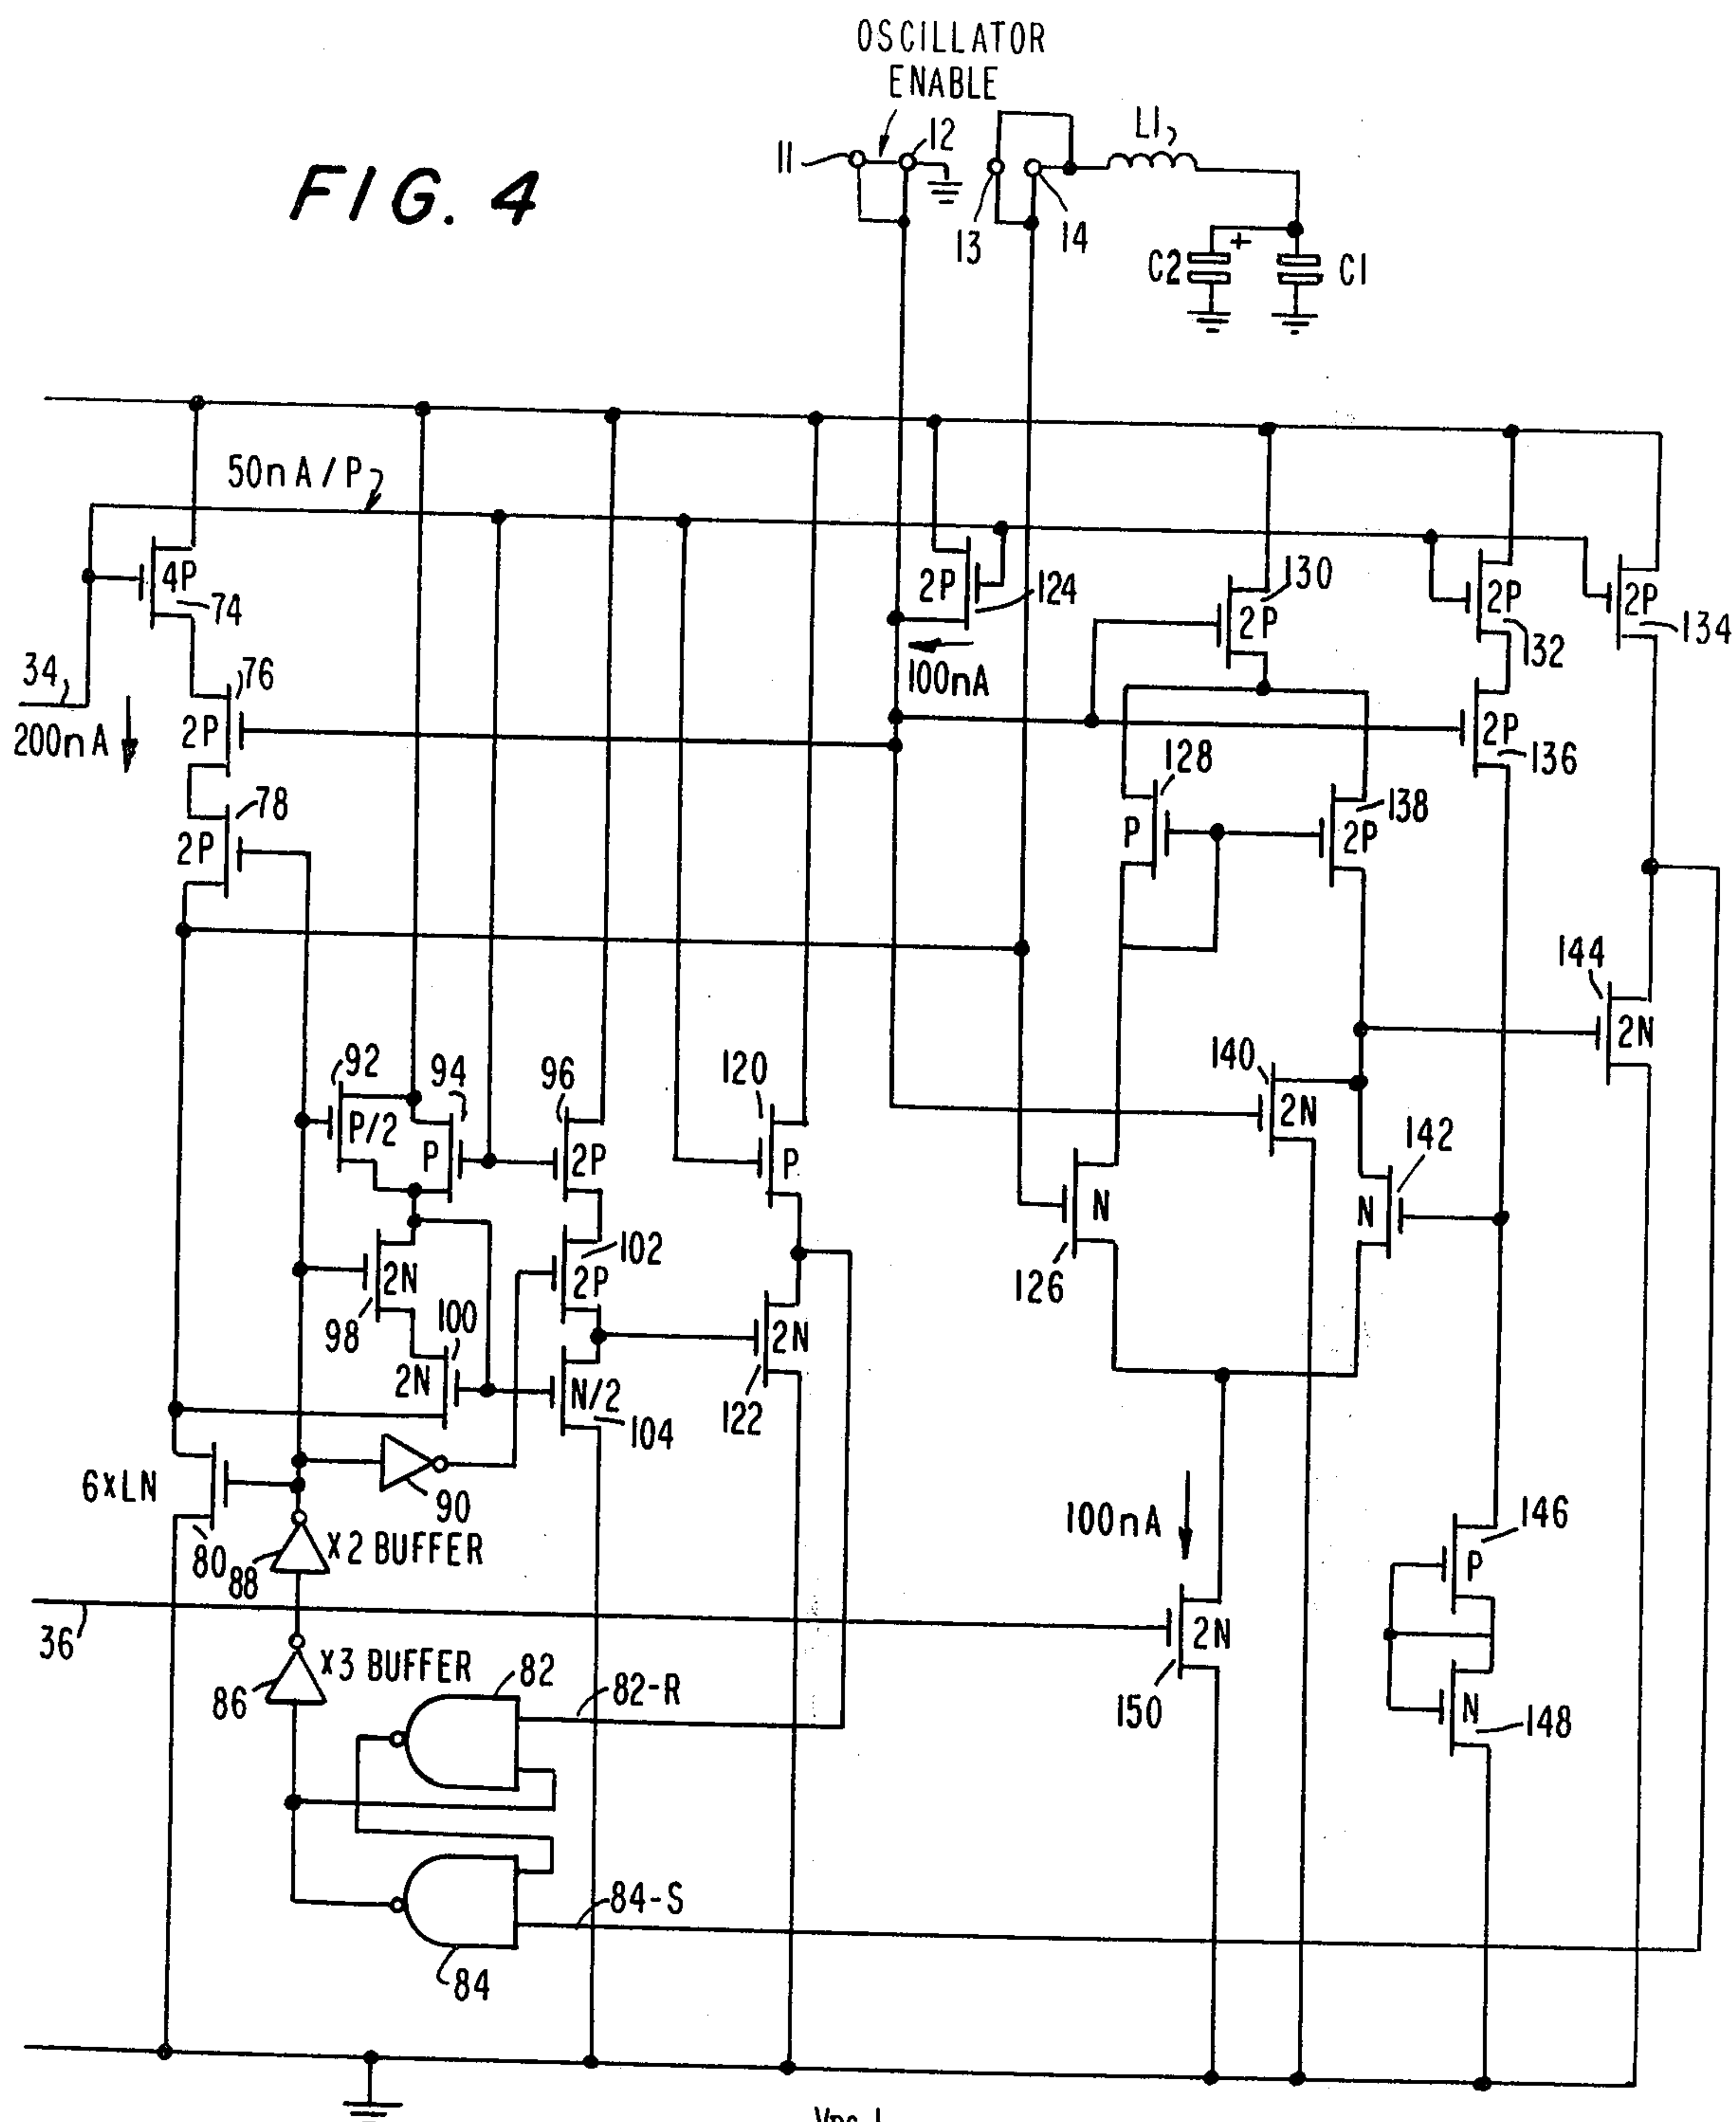 OSCILLATOR
ENABLE
FIG. 4
11
12
13
14
L1
C2
+
C1
50nA/P
4P
74
34
200nA
76
2P
78
2P
2P
124
100nA
130
2P
2P
132
2P
134
2P
136
128
P
138
2P
144
2N
92
P/2
94
P
96
2P
120
P
140
2N
142
N
126
N
98
2N
100
2N
102
2P
N/2
104
2N
122
6xLN
80
90
88
X2 BUFFER
100nA
146
P
36
2N
150
86
X3 BUFFER
82
82-R
N
148
84-S
84